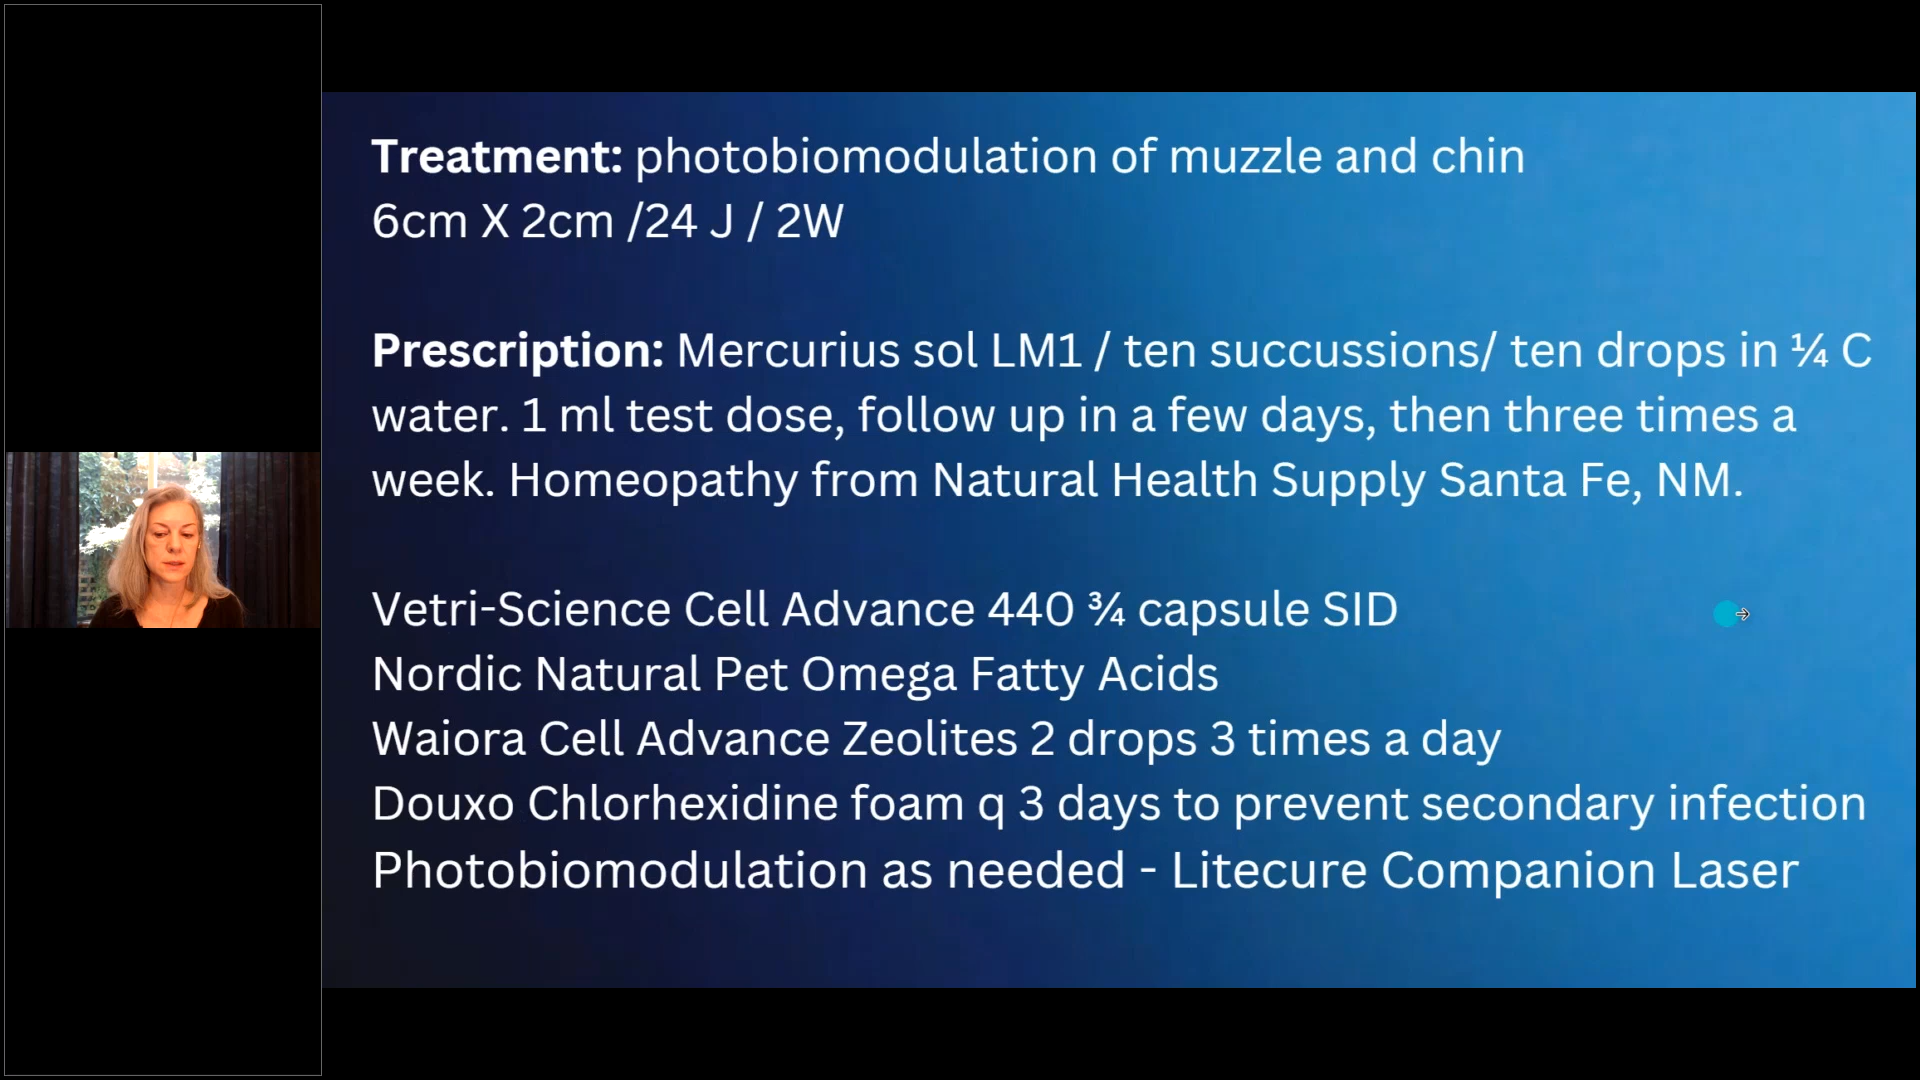 Treatment: photobiomodulation of muzzle and chin
6cm X 2cm /24 J / 2W
Prescription: Mercurius sol LM1 / ten succussions/ ten drops in ¼ C
water. 1 ml test dose, follow up in a few days, then three times a
week. Homeopathy from Natural Health Supply Santa Fe, NM.
Vetri-Science Cell Advance 440 ¾ capsule SID
Nordic Natural Pet Omega Fatty Acids
Waiora Cell Advance Zeolites 2 drops 3 times a day
Douxo Chlorhexidine foam q 3 days to prevent secondary infection
Photobiomodulation as needed - Litecure Companion Laser